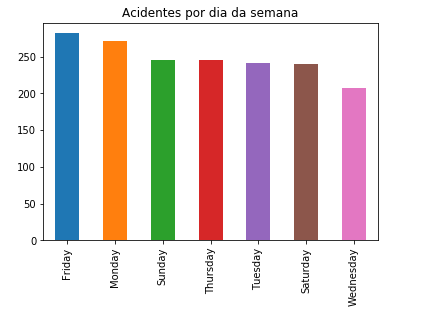 Acidentes por dia da semana
250
200
150
100
50
0
Friday
Monday
Sunday
Thursday
Tuesday
Saturday
Wednesday